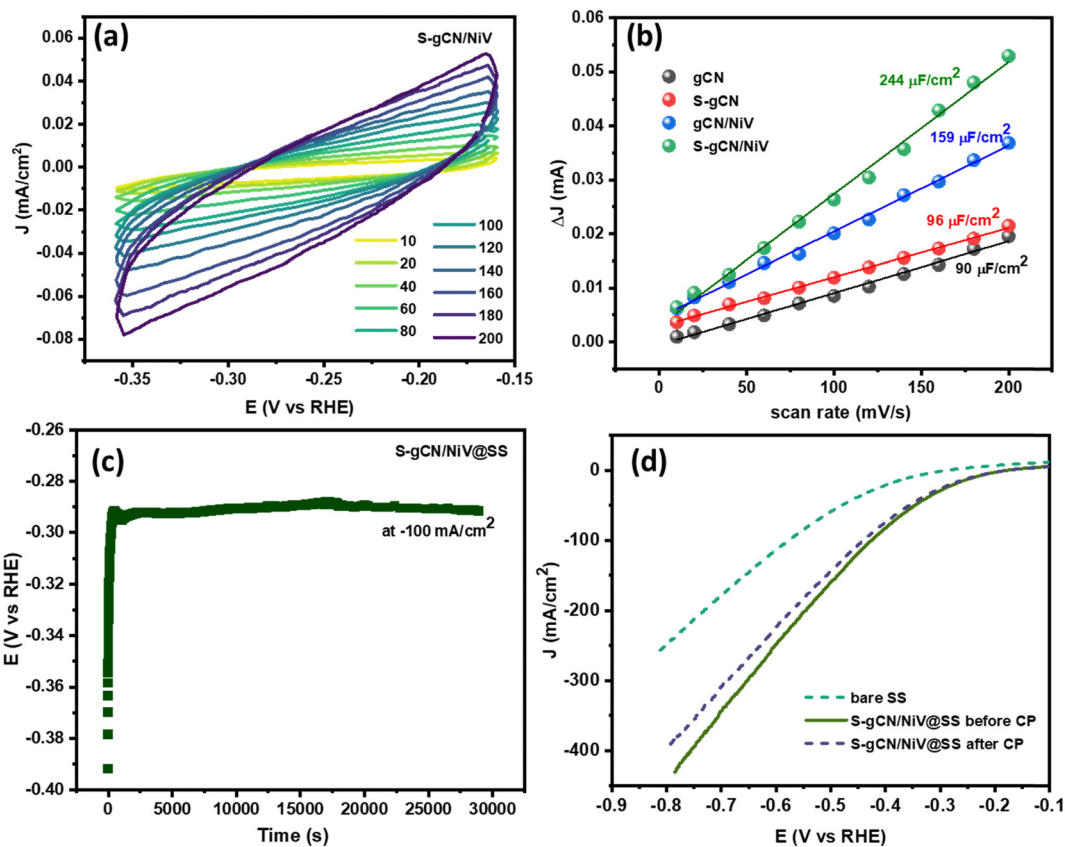 (a)
S-gCN/NiV
0.06
0.04
0.02
0.00
-0.02
-0.04
-0.06
-0.08
J (mA/cm²)
10
20
40
60
80
100
120
140
160
180
200
-0.35
-0.30
-0.25
-0.20
-0.15
E (V vs RHE)
(b)
0.06
0.05
0.04
0.03
0.02
0.01
0.00
ΔJ (mA)
gCN
S-gCN
gCN/NiV
S-gCN/NiV
244 μF/cm²
159 μF/cm²
96 μF/cm²
90 μF/cm²
0
50
100
150
200
scan rate (mV/s)
(c)
S-gCN/NiV@SS
at -100 mA/cm²
-0.26
-0.28
-0.30
-0.32
-0.34
-0.36
-0.38
-0.40
E (V vs RHE)
0
5000
10000
15000
20000
25000
30000
Time (s)
(d)
0
-100
-200
-300
-400
J (mA/cm²)
bare SS
S-gCN/NiV@SS before CP
S-gCN/NiV@SS after CP
-0.9
-0.8
-0.7
-0.6
-0.5
-0.4
-0.3
-0.2
-0.1
E (V vs RHE)